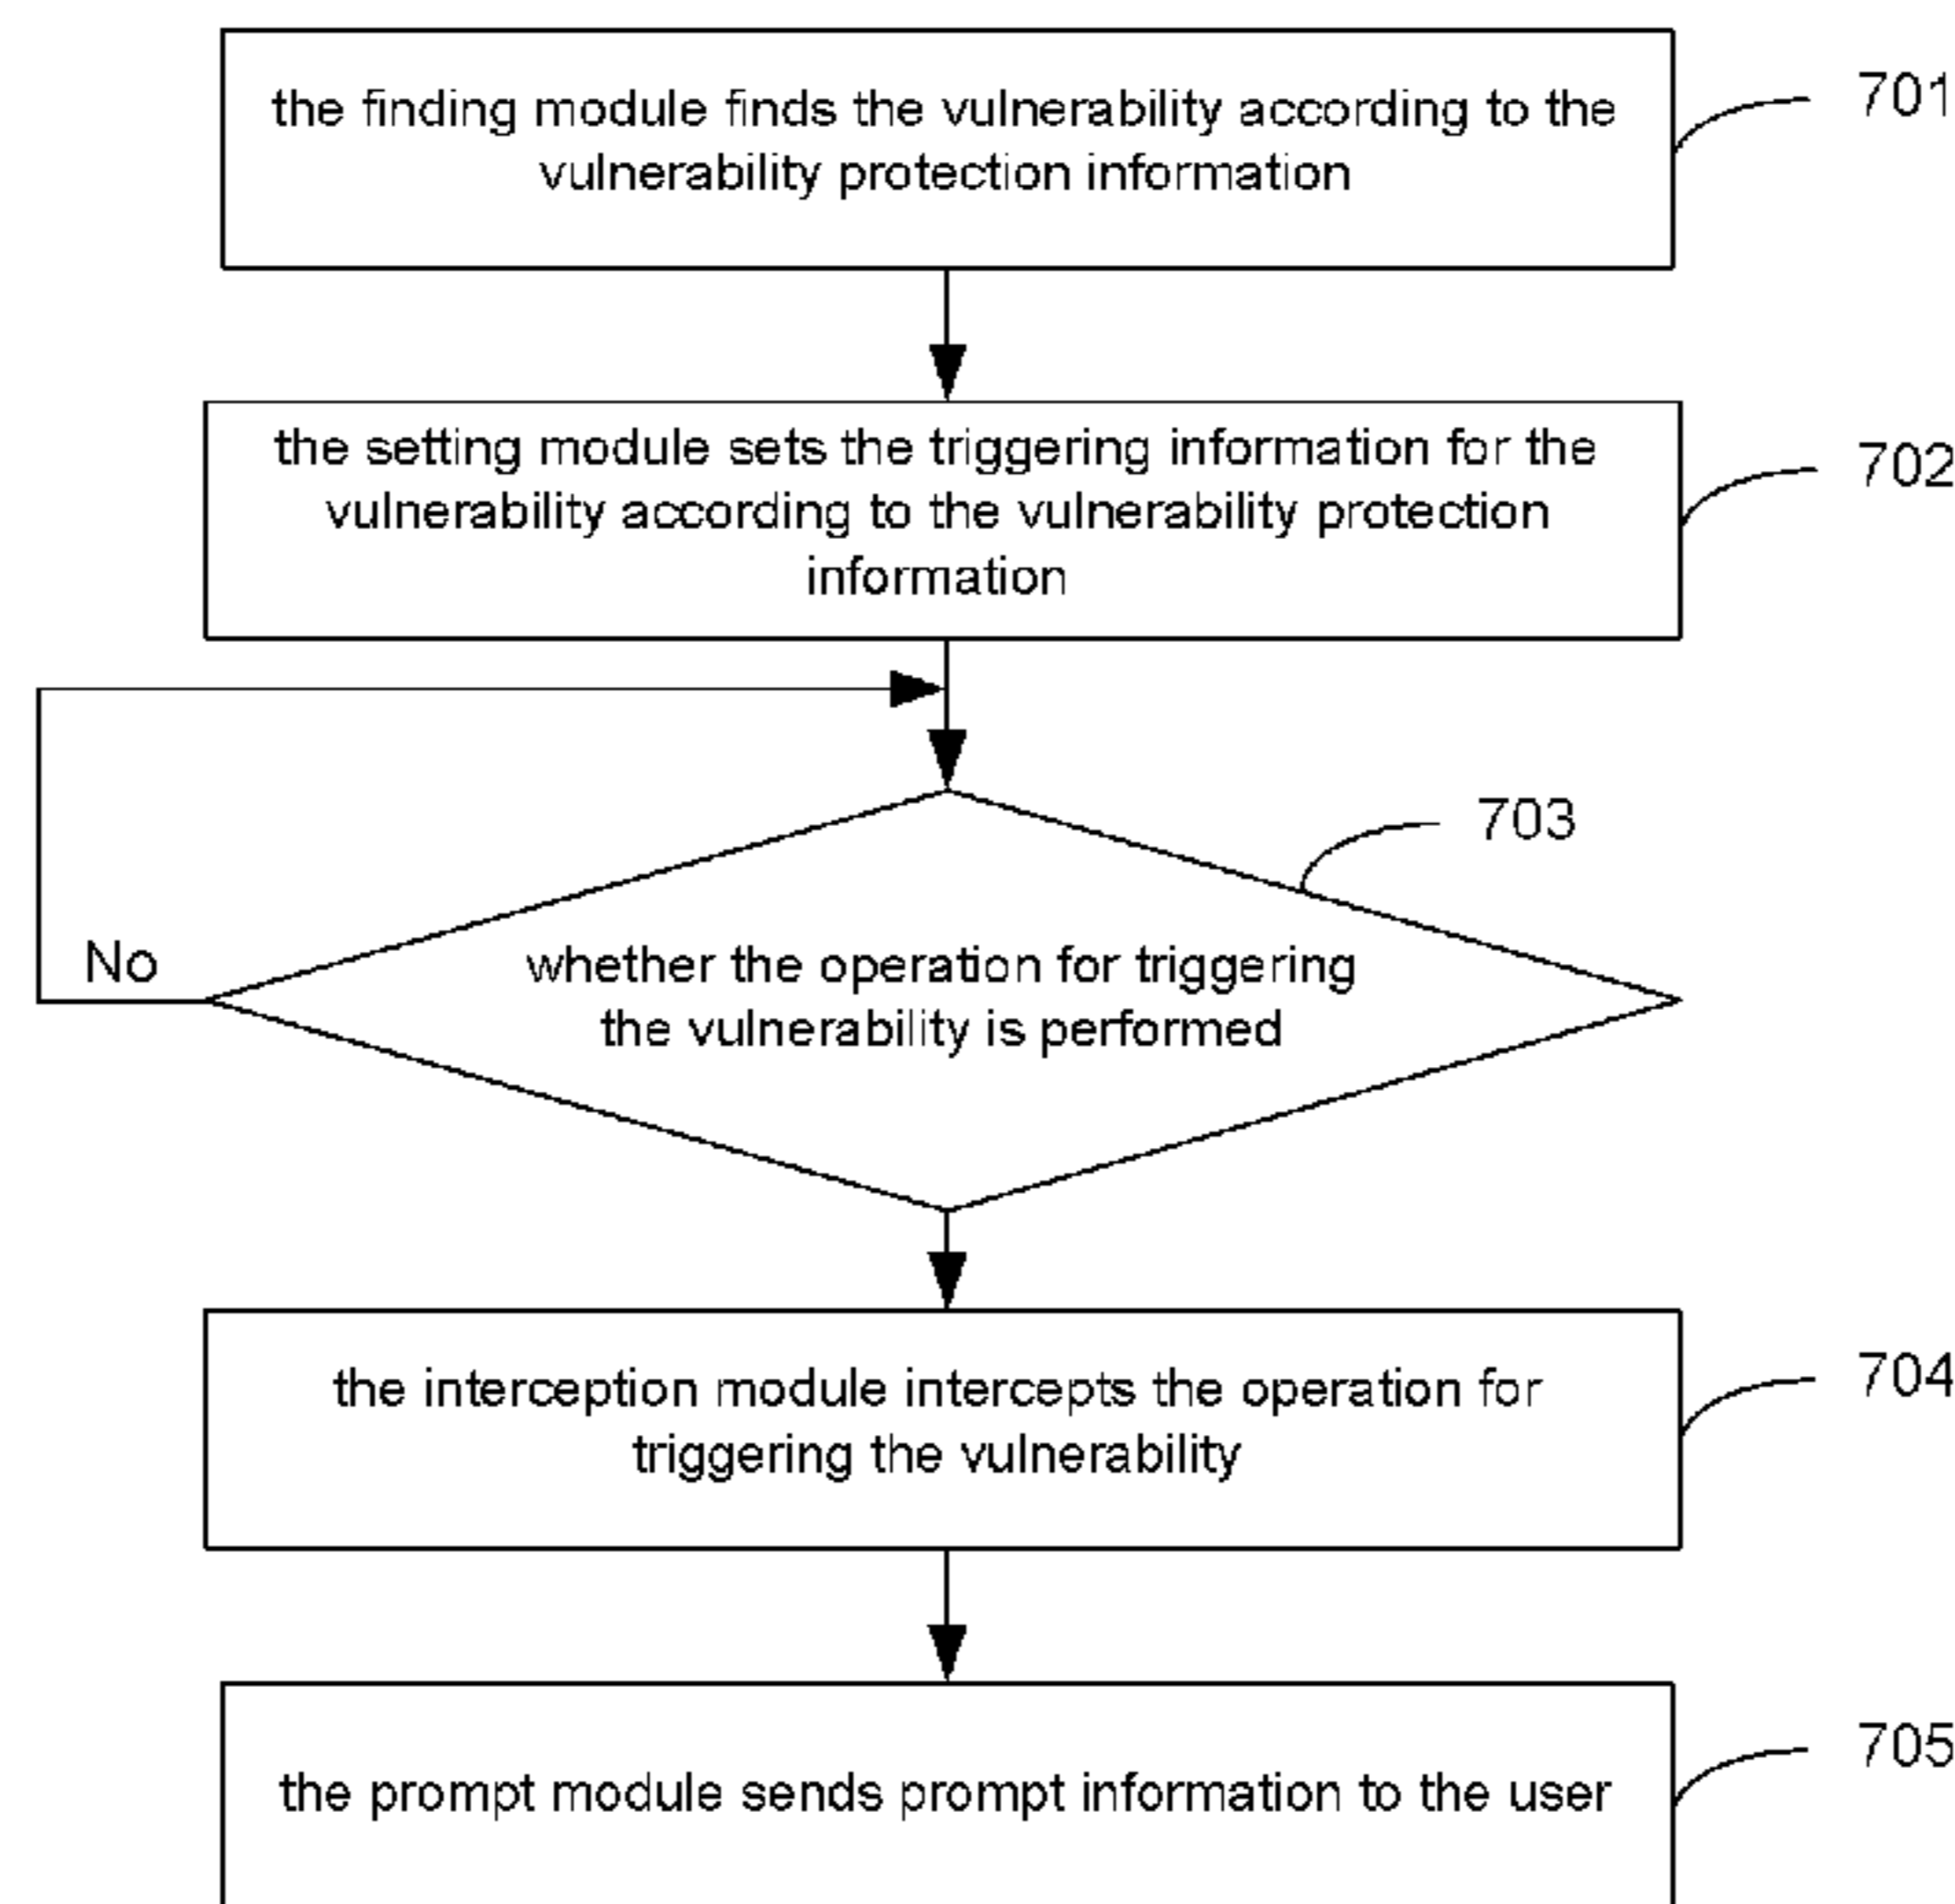 the finding module finds the vulnerability according to the
vulnerability protection information
701
the setting module sets the triggering information for the
vulnerability according to the vulnerability protection
information
702
703
No
whether the operation for triggering
the vulnerability is performed
the interception module intercepts the operation for
triggering the vulnerability
704
the prompt module sends prompt information to the user
705